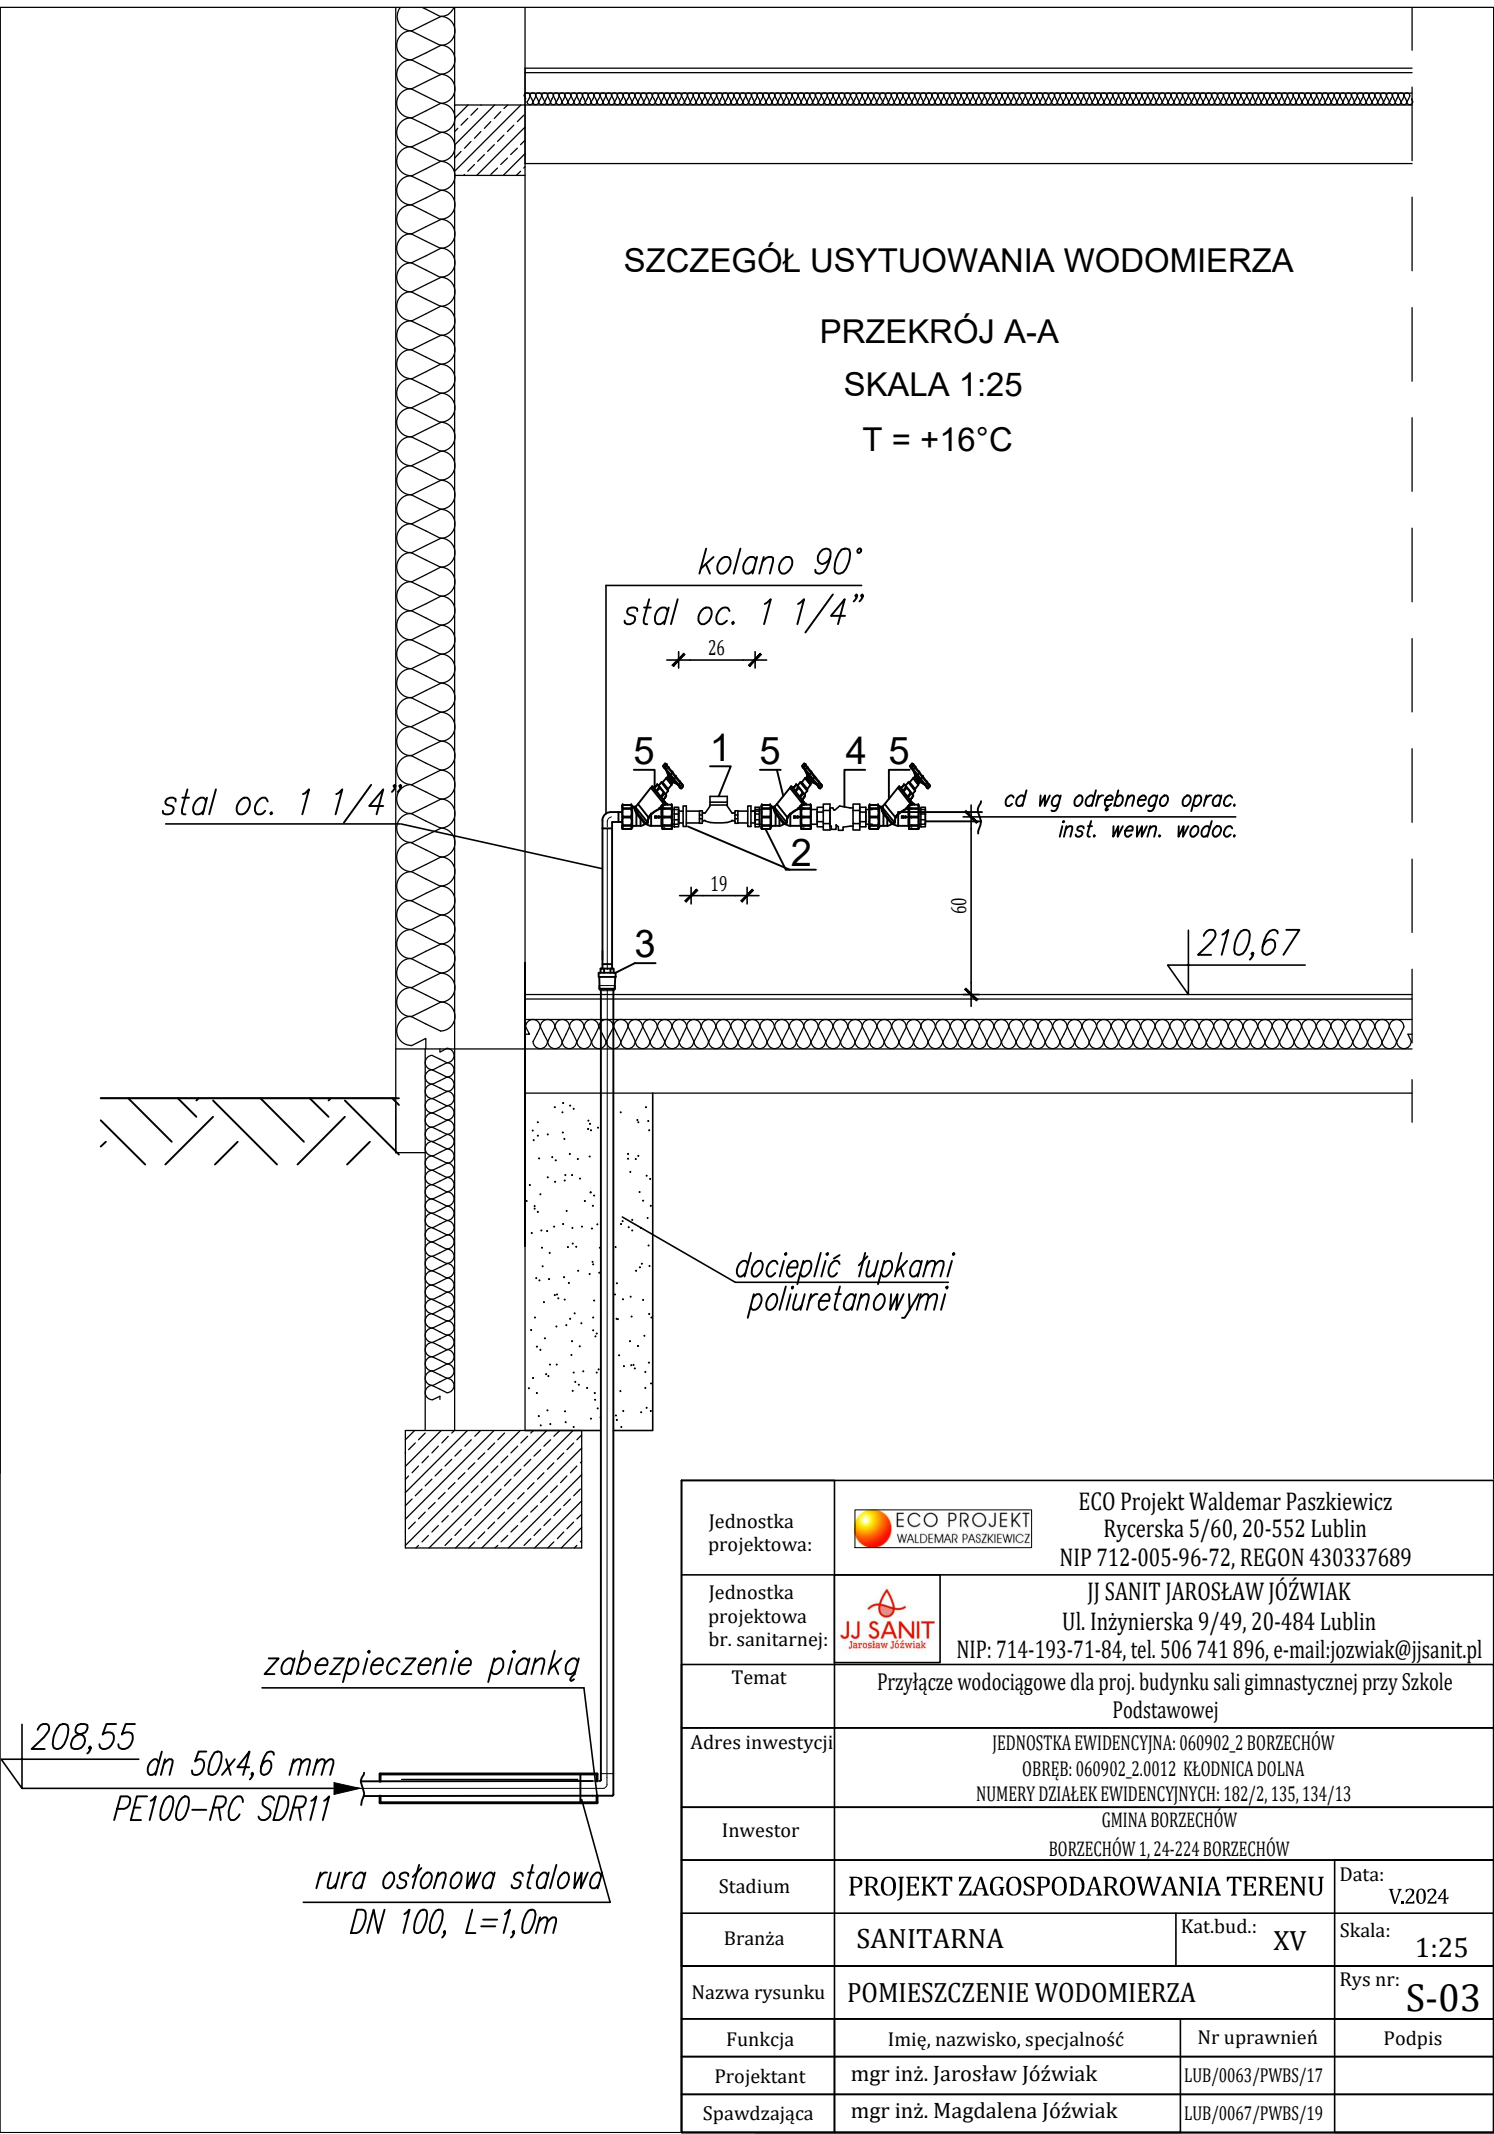 SZCZEGÓŁ USYTUOWANIA WODOMIERZA
PRZEKRÓJ A-A
SKALA 1:25
T = +16°C
kolano 90°
stal oc. 1 1/4”
26
5
1
5
4
5
stal oc. 1 1/4”
cd wg odrębnego oprac.
inst. wewn. wodoc.
2
19
60
3
210,67
docieplić łupkami
poliuretanowymi
zabezpieczenie pianką
208,55
dn 50x4,6 mm
PE100-RC SDR11
rura osłonowa stalowa
DN 100, L=1,0m
Jednostka
projektowa:
ECO PROJEKT
WALDEMAR PASZKIEWICZ
ECO Projekt Waldemar Paszkiewicz
Rycerska 5/60, 20-552 Lublin
NIP 712-005-96-72, REGON 430337689
Jednostka
projektowa
br. sanitarnej:
JJ SANIT
Jarosław Jóźwiak
JJ SANIT JAROSŁAW JÓŹWIAK
Ul. Inżynierska 9/49, 20-484 Lublin
NIP: 714-193-71-84, tel. 506 741 896, e-mail:jozwiak@jjsanit.pl
Temat
Przyłącze wodociągowe dla proj. budynku sali gimnastycznej przy Szkole
Podstawowej
Adres inwestycji
JEDNOSTKA EWIDENCYJNA: 060902_2 BORZECHÓW
OBRĘB: 060902_2.0012 KŁODNICA DOLNA
NUMERY DZIAŁEK EWIDENCYJNYCH: 182/2, 135, 134/13
Inwestor
GMINA BORZECHÓW
BORZECHÓW 1, 24-224 BORZECHÓW
Stadium
PROJEKT ZAGOSPODAROWANIA TERENU
Data:
V.2024
Branża
SANITARNA
Kat.bud.: XV
Skala:
1:25
Nazwa rysunku
POMIESZCZENIE WODOMIERZA
Rys nr:
S-03
Funkcja
Imię, nazwisko, specjalność
Nr uprawnień
Podpis
Projektant
mgr inż. Jarosław Jóźwiak
LUB/0063/PWBS/17
Spawdzająca
mgr inż. Magdalena Jóźwiak
LUB/0067/PWBS/19